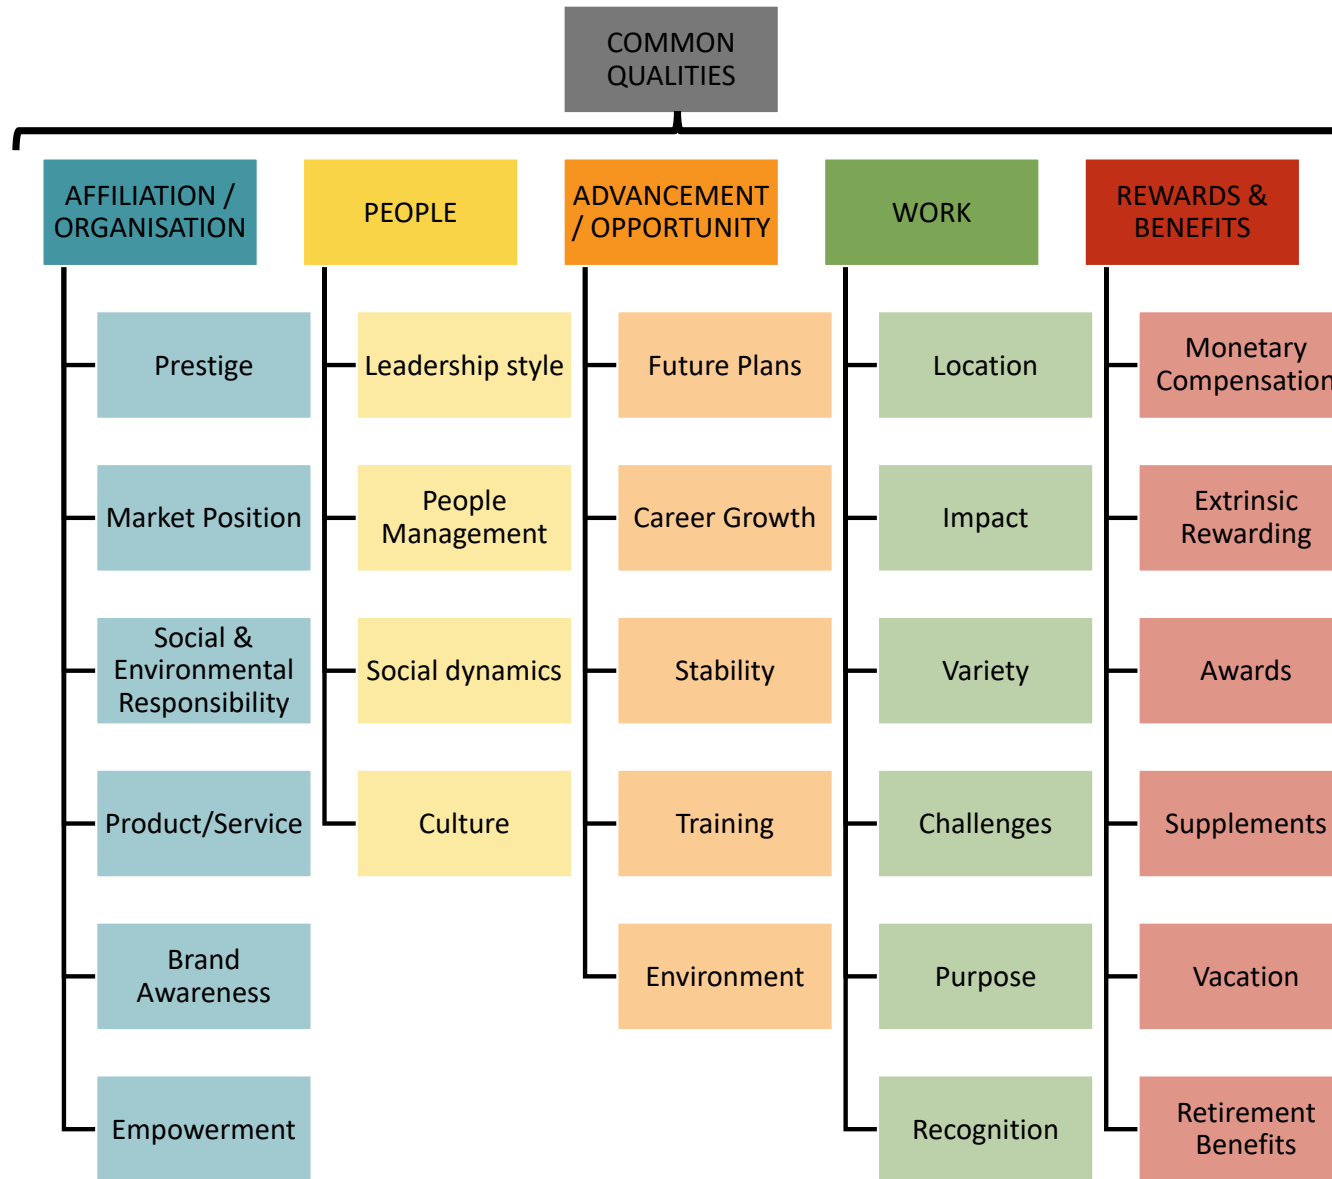 COMMON
QUALITIES
AFFILIATION /
ORGANISATION
Prestige
Market Position
Social &
Environmental
Responsibility
Product/Service
Brand
Awareness
Empowerment
PEOPLE
Leadership style
People
Management
Social dynamics
Culture
ADVANCEMENT
/ OPPORTUNITY
Future Plans
Career Growth
Stability
Training
Environment
WORK
Location
Impact
Variety
Challenges
Purpose
Recognition
REWARDS &
BENEFITS
Monetary
Compensation
Extrinsic
Rewarding
Awards
Supplements
Vacation
Retirement
Benefits